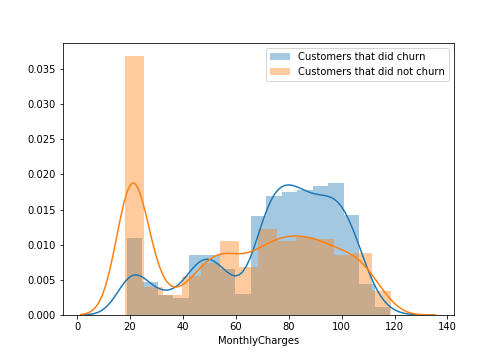 Customers that did churn
Customers that did not churn
0.035
0.030
0.025
0.020
0.015
0.010
0.005
0.000
0 20 40 60 80 100 120 140
MonthlyCharges